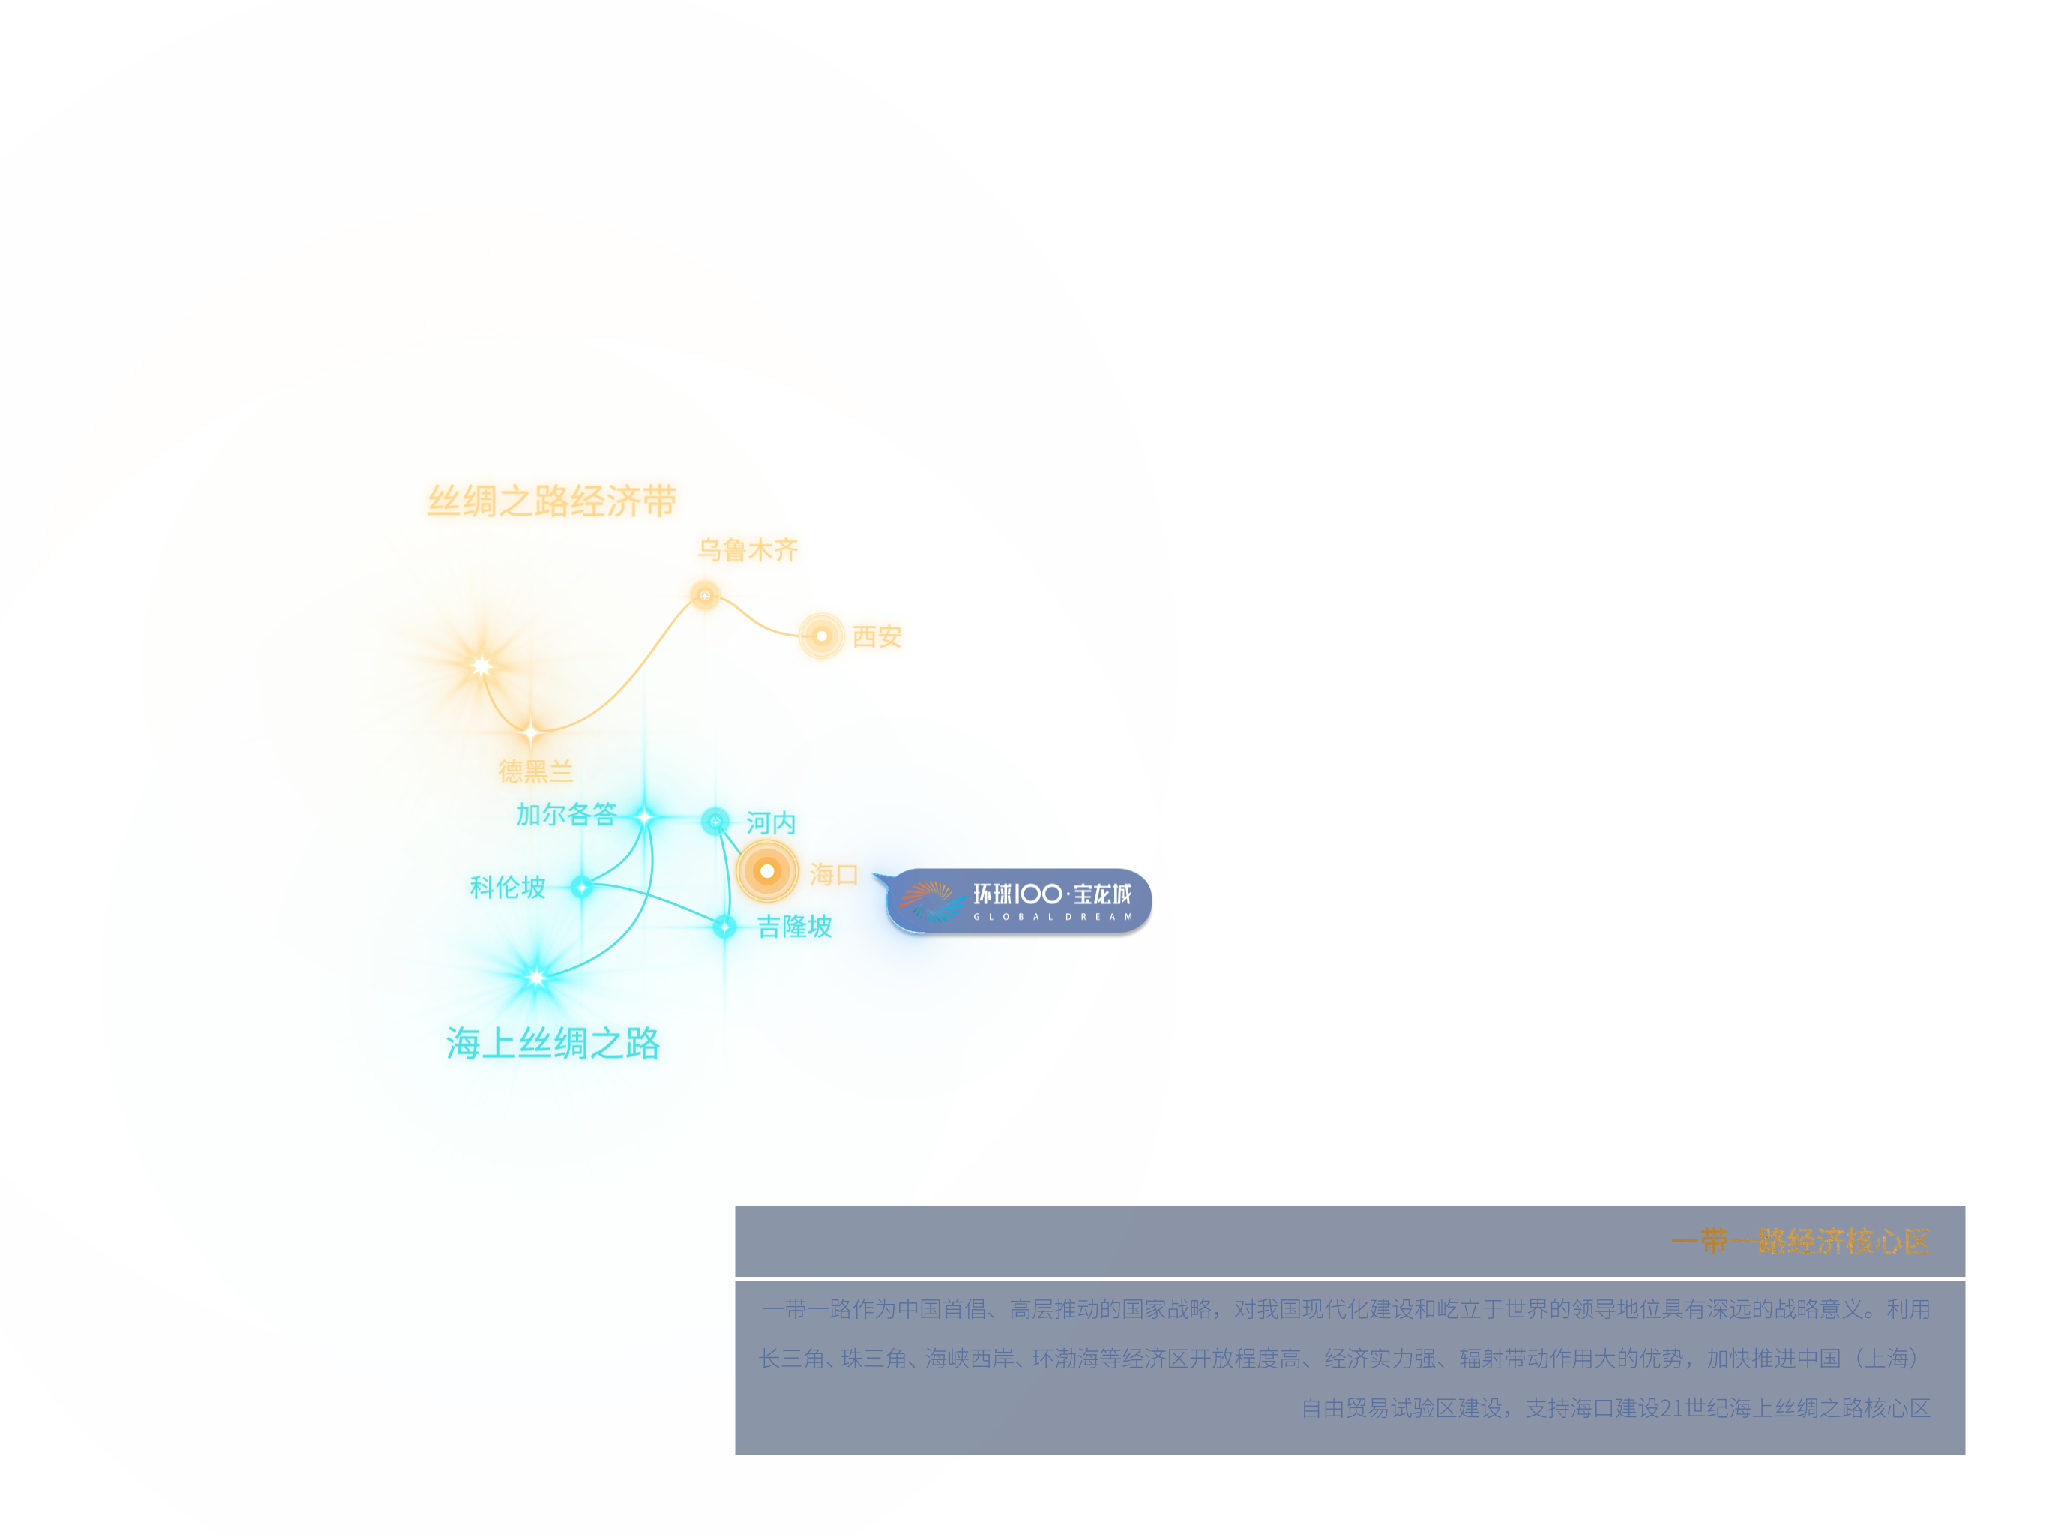 丝绸之路经济带
乌鲁木齐
西安
德黑兰
加尔各答
河内
海口
科伦坡
吉隆坡
环球100·宝龙城
GLOBAL DREAM
海上丝绸之路
一带一路经济核心区
一带一路作为中国首倡、高层推动的国家战略，对我国现代化建设和屹立于世界的领导地位具有深远的战略意义。利用
长三角、珠三角、海峡西岸、环渤海等经济区开放程度高、经济实力强、辐射带动作用大的优势，加快推进中国（上海）
自由贸易试验区建设，支持海口建设21世纪海上丝绸之路核心区